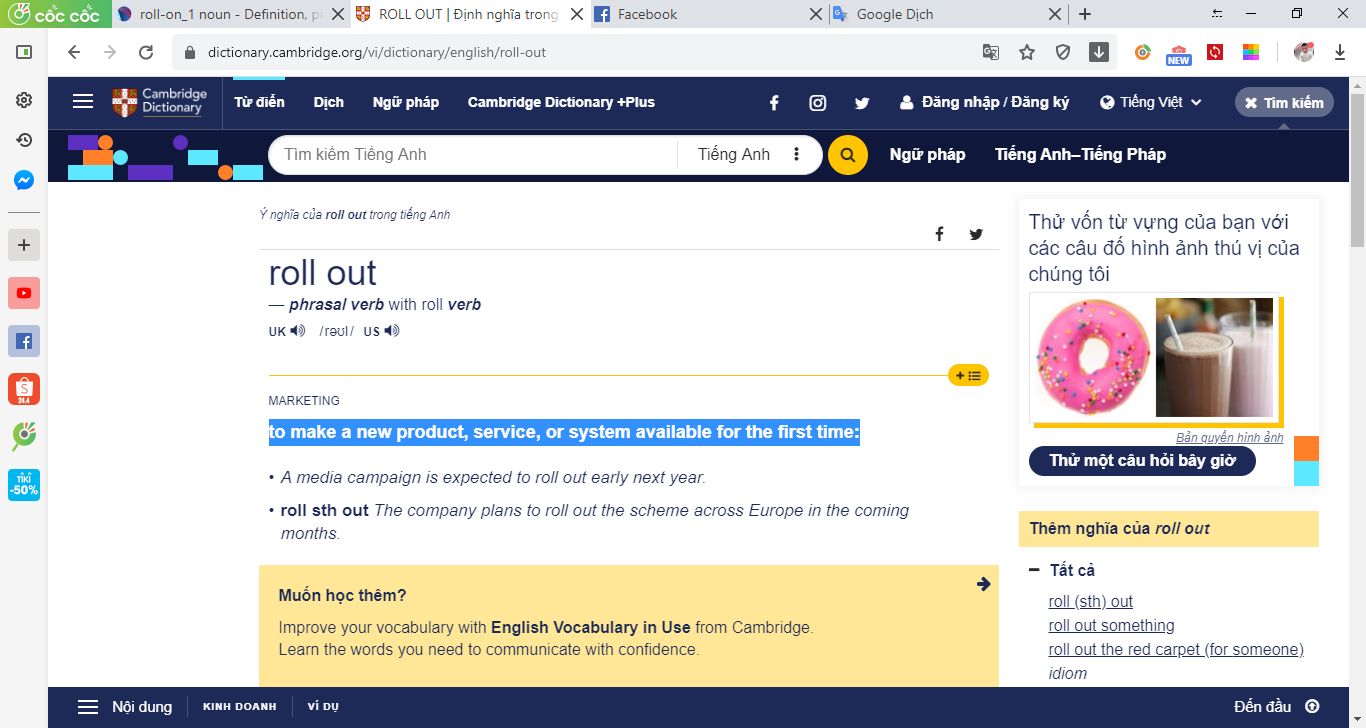 cốc cốc
roll-on_1 noun - Definition, p
ROLL OUT | Định nghĩa trong
Facebook
Google Dịch
dictionary.cambridge.org/vi/dictionary/english/roll-out
NEW
Cambridge
Dictionary
Từ điển
Dịch
Ngữ pháp
Cambridge Dictionary +Plus
Đăng nhập / Đăng ký
Tiếng Việt
Tìm kiếm
Tìm kiếm Tiếng Anh
Tiếng Anh
Ngữ pháp
Tiếng Anh–Tiếng Pháp
Ý nghĩa của roll out trong tiếng Anh
roll out
— phrasal verb with roll verb
UK /rəʊl/ US
MARKETING
to make a new product, service, or system available for the first time:
• A media campaign is expected to roll out early next year.
• roll sth out The company plans to roll out the scheme across Europe in the coming
months.
Muốn học thêm?
Improve your vocabulary with English Vocabulary in Use from Cambridge.
Learn the words you need to communicate with confidence.
Thử vốn từ vựng của bạn với
các câu đố hình ảnh thú vị của
chúng tôi
Bản quyền hình ảnh
Thử một câu hỏi bây giờ
Thêm nghĩa của roll out
Tất cả
roll (sth) out
roll out something
roll out the red carpet (for someone)
idiom
S
24.4
TIKI
-50%
Nội dung
KINH DOANH
VÍ DỤ
Đến đầu